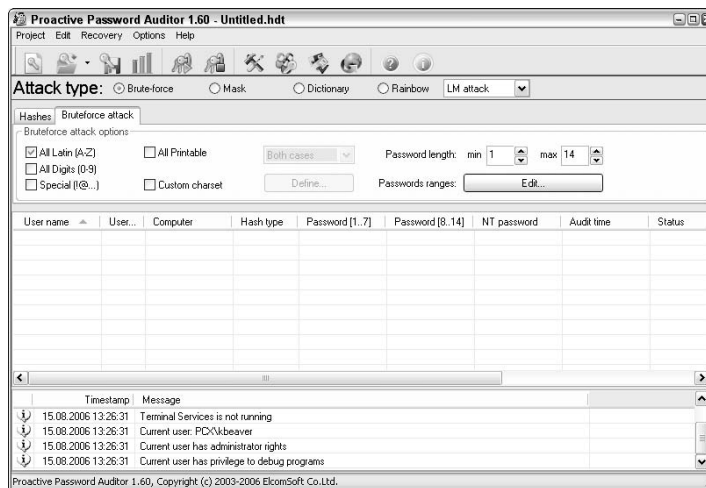 Proactive Password Auditor 1.60 - Untitled.hdt
Project Edit Recovery Options Help
Attack type: Brute-force Mask Dictionary Rainbow LM attack
Hashes Bruteforce attack
Bruteforce attack options
All Latin (A-Z) All Printable Both cases Password length: min 1 max 14
All Digits (0-9)
Special (!@...) Custom charset Define... Passwords ranges: Edit...
User name User... Computer Hash type Password [1..7] Password [8..14] NT password Audit time Status
Timestamp Message
15.08.2006 13:26:31 Terminal Services is not running
15.08.2006 13:26:31 Current user: PCX\kbeaver
15.08.2006 13:26:31 Current user has administrator rights
15.08.2006 13:26:31 Current user has privilege to debug programs
Proactive Password Auditor 1.60, Copyright (c) 2003-2006 ElcomSoft Co.Ltd.